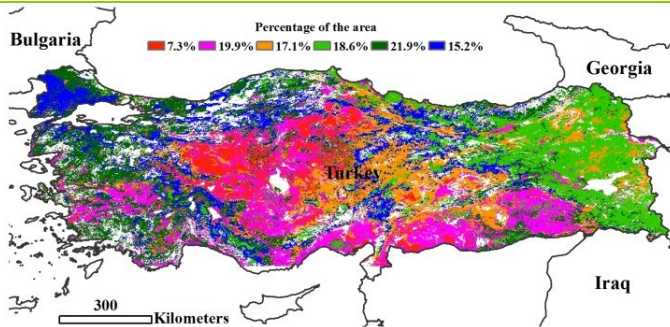 Percentage of the area
7.3% 19.9% 17.1% 18.6% 21.9% 15.2%
Bulgaria
Georgia
Turkey
Iraq
300
Kilometers